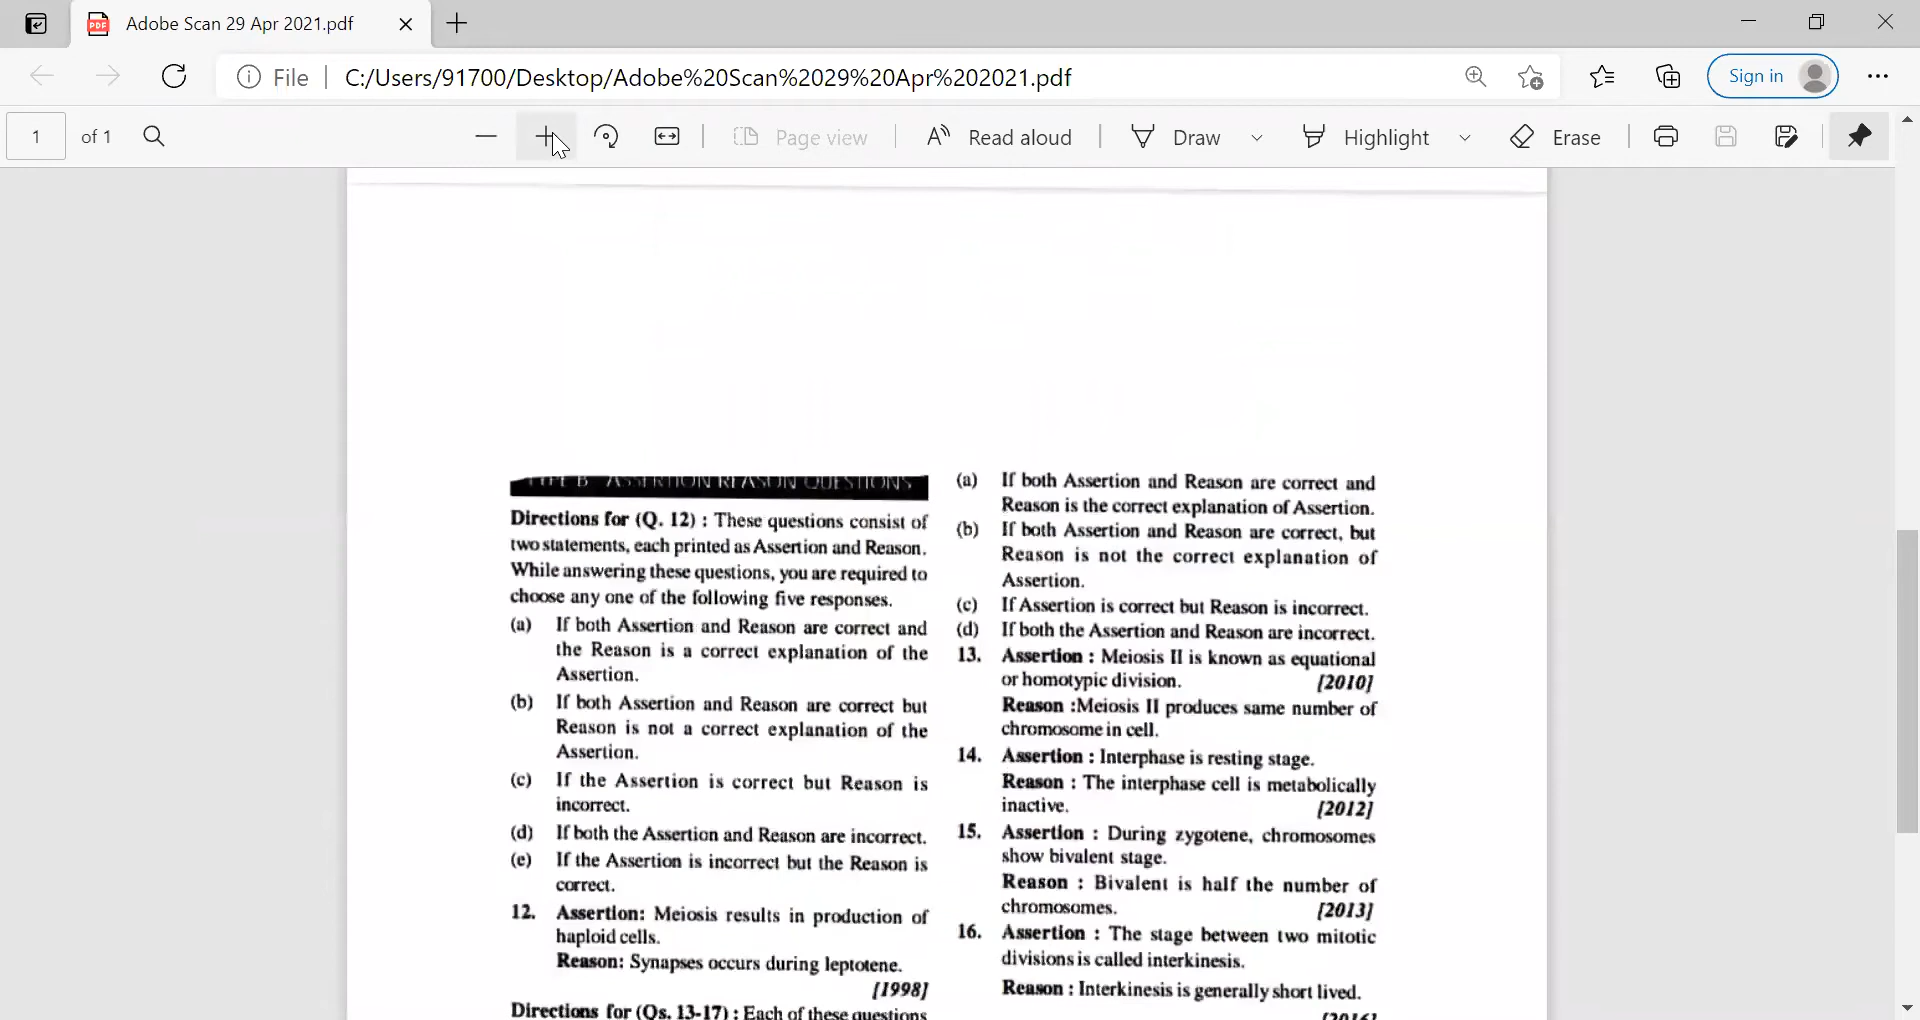 Adobe Scan 29 Apr 2021.pdf
File
C:/Users/91700/Desktop/Adobe%20Scan%2029%20Apr%202021.pdf
Sign in
1
of 1
Page view
Read aloud
Draw
Highlight
Erase
TYPE B ASSERTION REASON QUESTIONS
Directions for (Q. 12) : These questions consist of
two statements, each printed as Assertion and Reason.
While answering these questions, you are required to
choose any one of the following five responses.
(a) If both Assertion and Reason are correct and
the Reason is a correct explanation of the
Assertion.
(b) If both Assertion and Reason are correct but
Reason is not a correct explanation of the
Assertion.
(c) If the Assertion is correct but Reason is
incorrect.
(d) If both the Assertion and Reason are incorrect.
(e) If the Assertion is incorrect but the Reason is
correct.
12. Assertion: Meiosis results in production of
haploid cells.
Reason: Synapses occurs during leptotene.
[1998]
Directions for (Qs. 13-17) : Each of these questions
(a) If both Assertion and Reason are correct and
Reason is the correct explanation of Assertion.
(b) If both Assertion and Reason are correct, but
Reason is not the correct explanation of
Assertion.
(c) If Assertion is correct but Reason is incorrect.
(d) If both the Assertion and Reason are incorrect.
13. Assertion : Meiosis II is known as equational
or homotypic division. [2010]
Reason :Meiosis II produces same number of
chromosome in cell.
14. Assertion : Interphase is resting stage.
Reason : The interphase cell is metabolically
inactive. [2012]
15. Assertion : During zygotene, chromosomes
show bivalent stage.
Reason : Bivalent is half the number of
chromosomes. [2013]
16. Assertion : The stage between two mitotic
divisions is called interkinesis.
Reason : Interkinesis is generally short lived.
[2016]